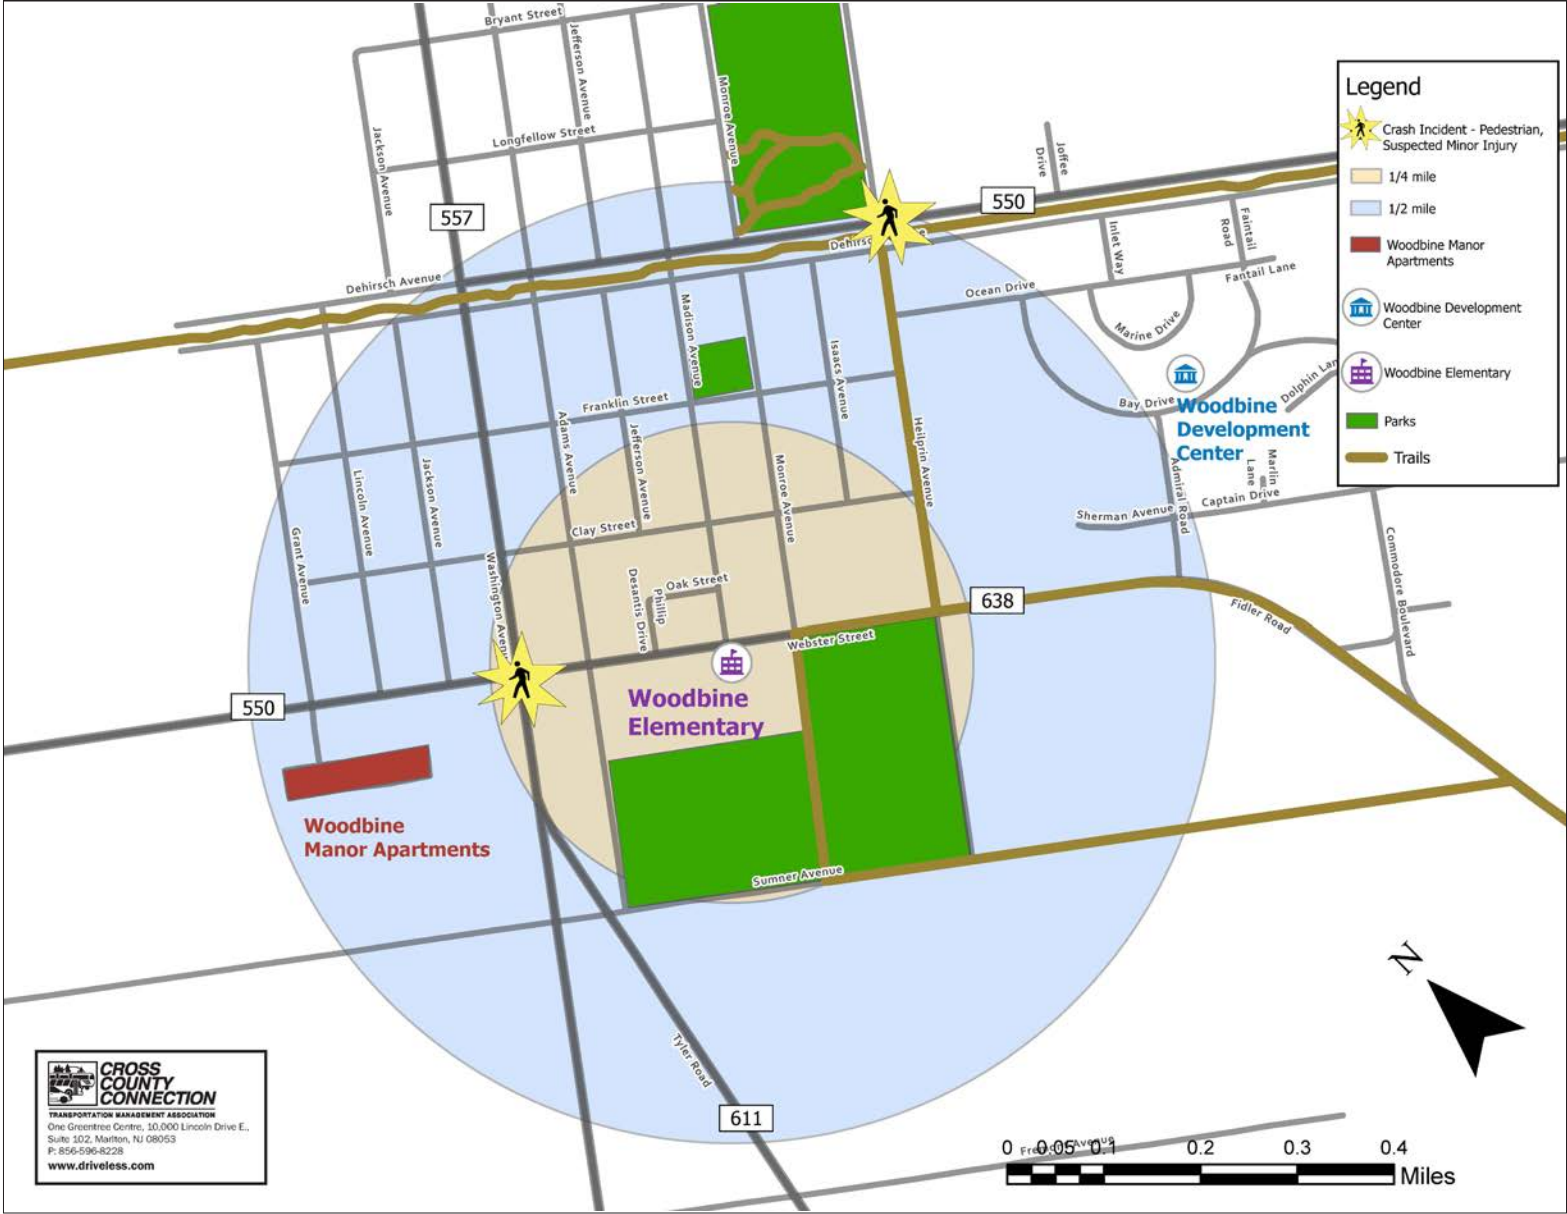 Bryant Street
Jefferson Avenue
Monroe Avenue
Longfellow Street
Jackson Avenue
557
550
Joffee
Drive
Dehirsch Avenue
Inlet Way
Faintail
Road
Fantail Lane
Ocean Drive
Marine Drive
Madison Avenue
Isaacs Avenue
Franklin Street
Bay Drive
Woodbine
Development
Center
Adams Avenue
Jefferson Avenue
Heilprin Avenue
Monroe Avenue
Lincoln Avenue
Jackson Avenue
Grant Avenue
Washington Avenue
Clay Street
Oak Street
Desantis Drive
Phillip
Admiral Road
Marlin
Lane
Captain Drive
Sherman Avenue
Commodore Boulevard
638
Fidler Road
Webster Street
550
Woodbine
Elementary
Woodbine
Manor Apartments
Sumner Avenue
Tyler Road
611
Legend
Crash Incident - Pedestrian,
Suspected Minor Injury
1/4 mile
1/2 mile
Woodbine Manor
Apartments
Woodbine Development
Center
Woodbine Elementary
Parks
Trails
N
CROSS
COUNTY
CONNECTION
TRANSPORTATION MANAGEMENT ASSOCIATION
One Greentree Centre, 10,000 Lincoln Drive E.,
Suite 102, Marlton, NJ 08053
P: 856-596-8228
www.driveless.com
Fremont Avenue
0 0.05 0.1 0.2 0.3 0.4
Miles